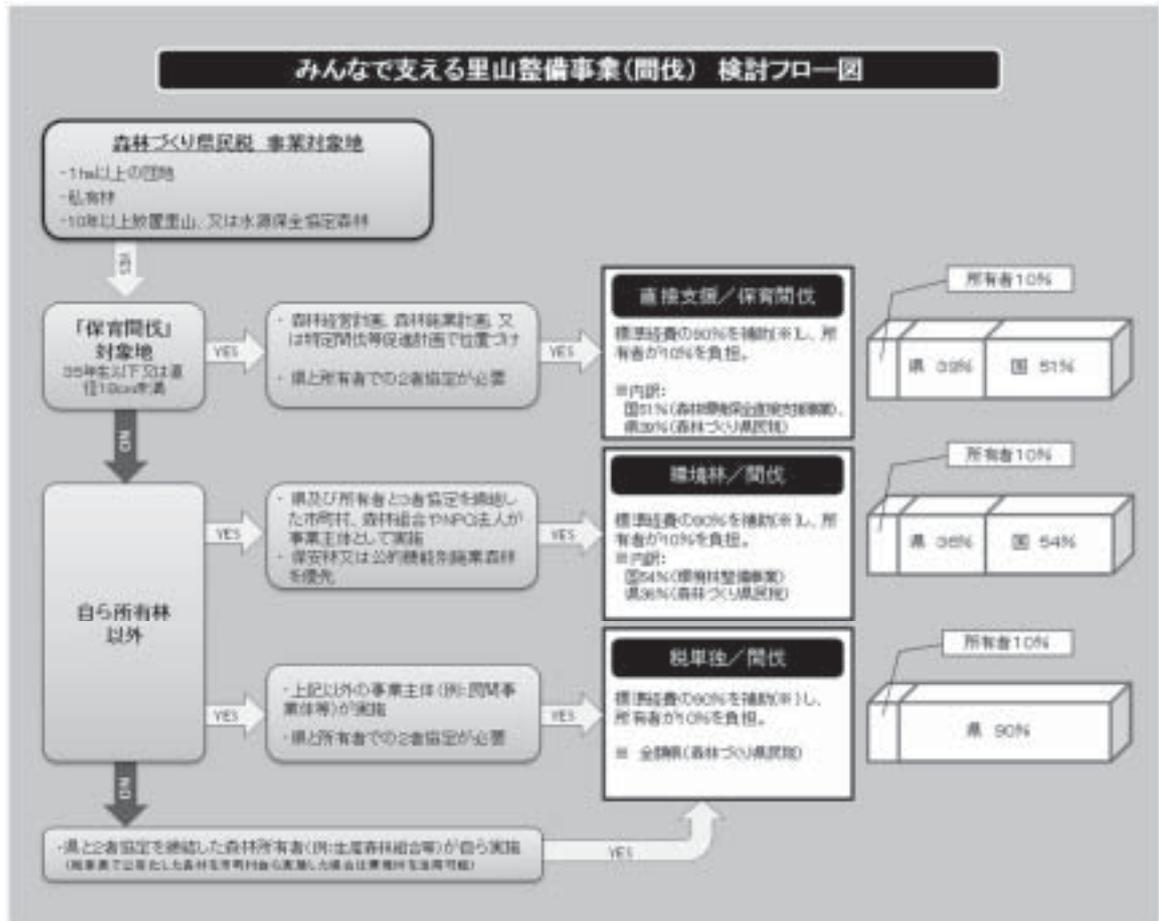 みんなで支える里山整備事業(間伐) 検討フロー図
森林づくり県民税 事業対象地
・1ha以上の団地
・私有林
・10年以上放置里山、又は水源保全協定森林
YES
「保育間伐」
対象地
35年生以下又は直
径18cm未満
YES
・ 森林経営計画、森林施業計画、又
は特定間伐等促進計画で位置づけ
・ 県と所有者での2者協定が必要
YES
直接支援/保育間伐
標準経費の90%を補助(※)し、所
有者が10%を負担。
※内訳:
国51%(森林環境保全直接支援事業)、
県39%(森林づくり県民税)
所有者10%
県 39%
国 51%
NO
自ら所有林
以外
YES
・ 県及び所有者と3者協定を締結し
た市町村、森林組合やNPO法人が
事業主体として実施
・ 保安林又は公的機能別施業森林
を優先
YES
環境林/間伐
標準経費の90%を補助(※)し、所
有者が10%を負担。
※内訳:
国54%(環境林整備事業)
県36%(森林づくり県民税)
所有者10%
県 36%
国 54%
YES
・上記以外の事業主体(例:民間事
業体等)が実施
・県と所有者での2者協定が必要
YES
税単独/間伐
標準経費の90%を補助(※)し、
所有者が10%を負担。
※ 全額県(森林づくり県民税)
所有者10%
県 90%
NO
・県と2者協定を締結した森林所有者(例:生産森林組合等)が自ら実施
YES